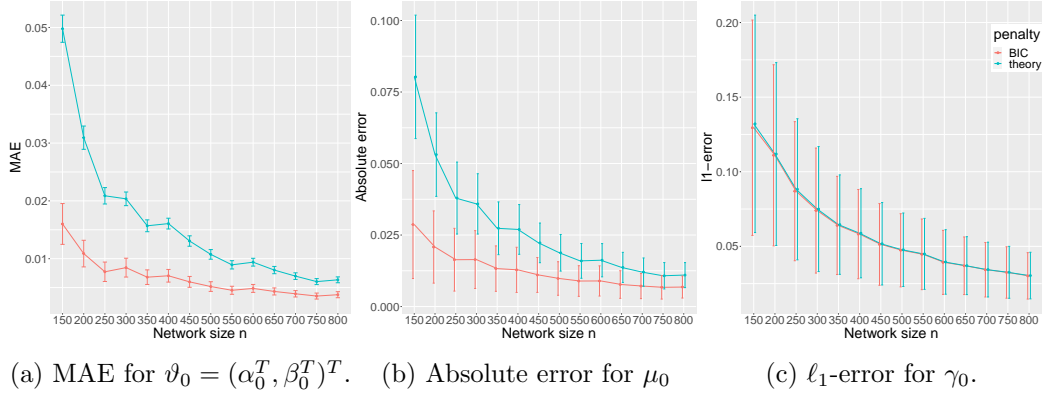 0.05
0.04
0.03
0.02
0.01
MAE
150 200 250 300 350 400 450 500 550 600 650 700 750 800
Network size n
0.100
0.075
0.050
0.025
0.000
Absolute error
150 200 250 300 350 400 450 500 550 600 650 700 750 800
Network size n
0.20
0.15
0.10
0.05
l1−error
150 200 250 300 350 400 450 500 550 600 650 700 750 800
Network size n
penalty
BIC
theory
(a) MAE for ϑ₀ = (α₀ᵀ, β₀ᵀ)ᵀ.
(b) Absolute error for μ₀
(c) ℓ₁-error for γ₀.